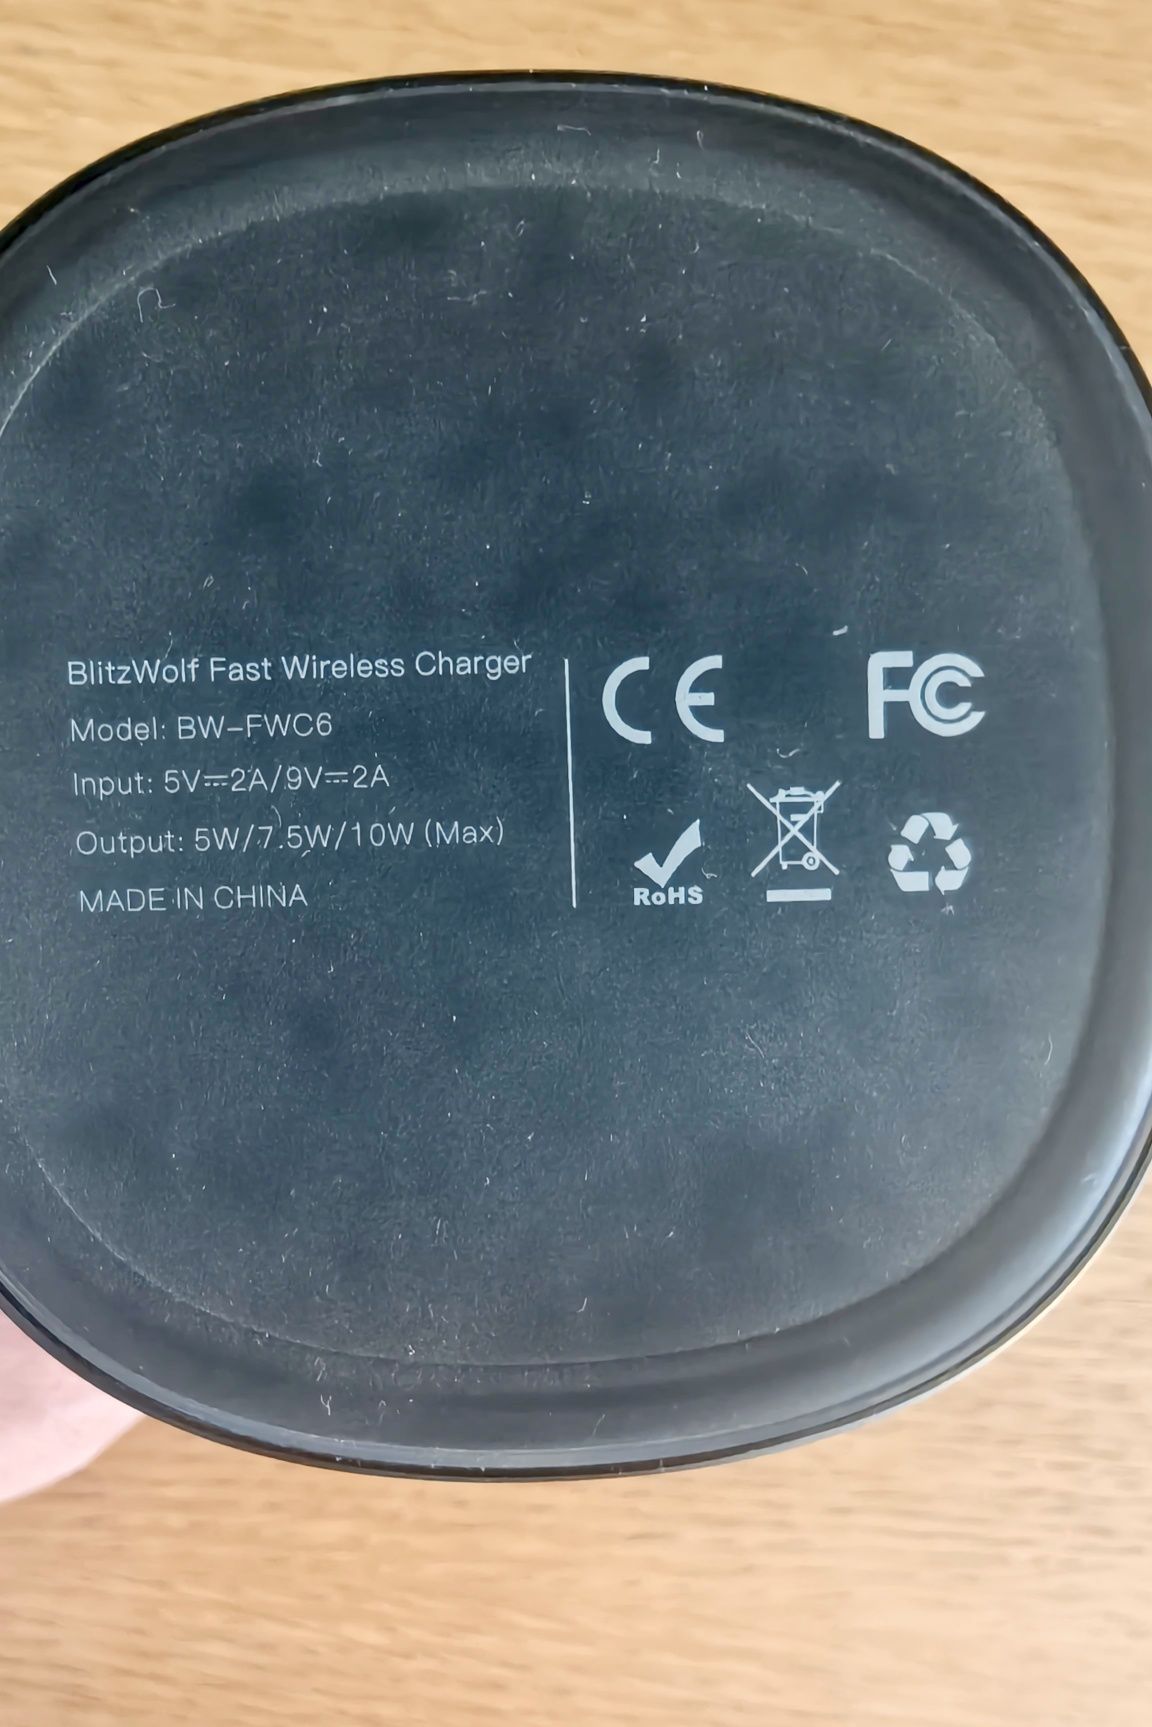 BlitzWolf Fast Wireless Charger
Model: BW-FWC6
Input: 5V⎓2A/9V⎓2A
Output: 5W/7.5W/10W (Max)
MADE IN CHINA
CE
FC
RoHS